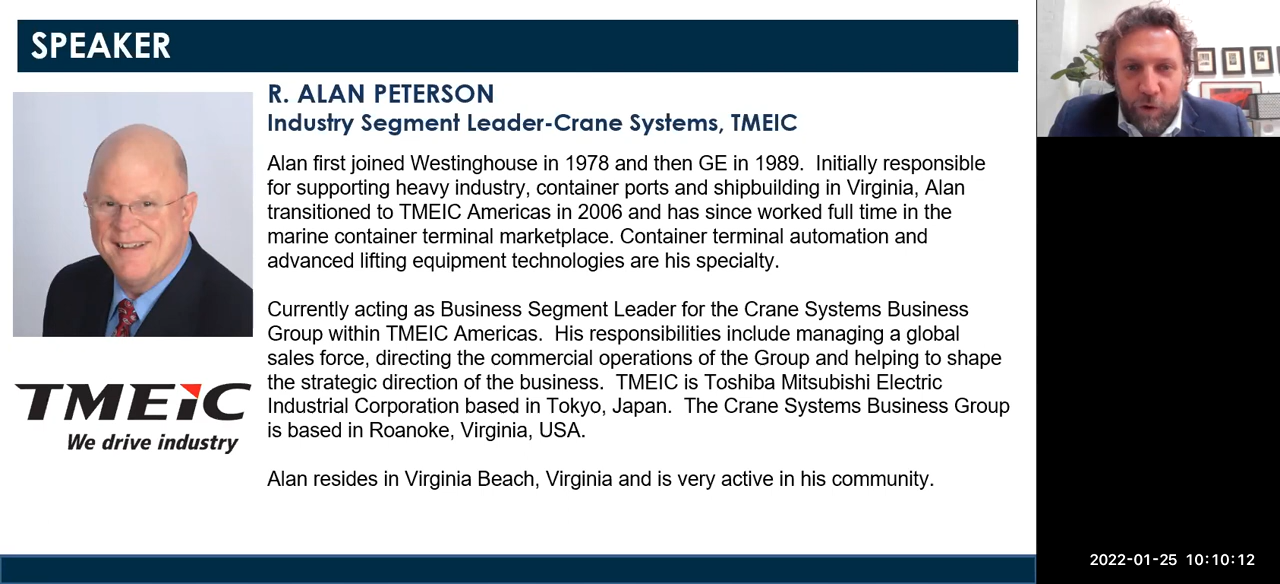 SPEAKER
R. ALAN PETERSON
Industry Segment Leader-Crane Systems, TMEIC
Alan first joined Westinghouse in 1978 and then GE in 1989.  Initially responsible
for supporting heavy industry, container ports and shipbuilding in Virginia, Alan
transitioned to TMEIC Americas in 2006 and has since worked full time in the
marine container terminal marketplace. Container terminal automation and
advanced lifting equipment technologies are his specialty.
Currently acting as Business Segment Leader for the Crane Systems Business
Group within TMEIC Americas.  His responsibilities include managing a global
sales force, directing the commercial operations of the Group and helping to shape
the strategic direction of the business.  TMEIC is Toshiba Mitsubishi Electric
Industrial Corporation based in Tokyo, Japan.  The Crane Systems Business Group
is based in Roanoke, Virginia, USA.
Alan resides in Virginia Beach, Virginia and is very active in his community.
TMEIC
We drive industry
2022-01-25 10:10:12